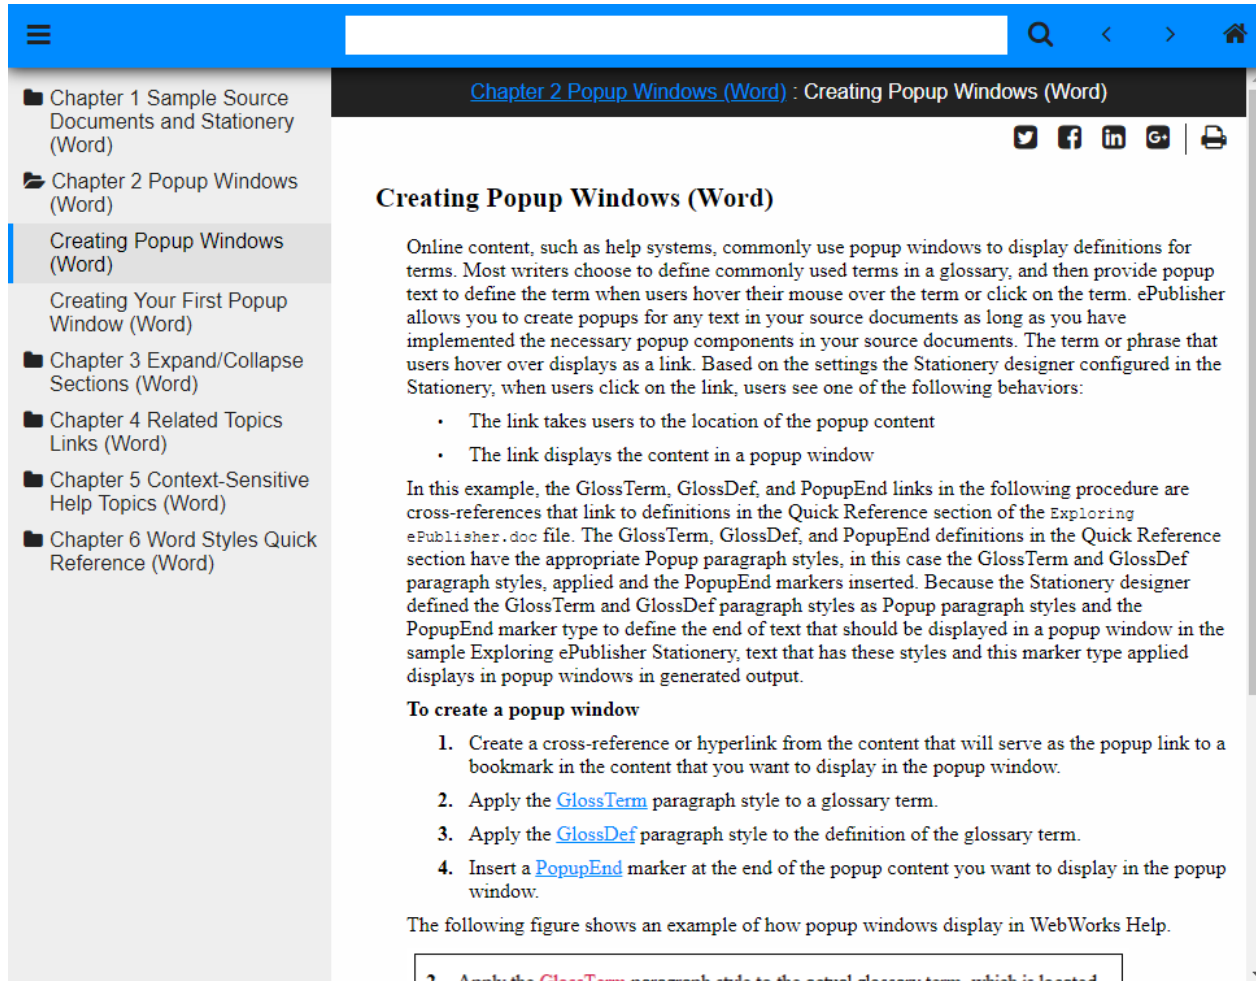 Chapter 1 Sample Source
Documents and Stationery
(Word)
Chapter 2 Popup Windows
(Word)
Creating Popup Windows
(Word)
Creating Your First Popup
Window (Word)
Chapter 3 Expand/Collapse
Sections (Word)
Chapter 4 Related Topics
Links (Word)
Chapter 5 Context-Sensitive
Help Topics (Word)
Chapter 6 Word Styles Quick
Reference (Word)
Chapter 2 Popup Windows (Word) : Creating Popup Windows (Word)
Creating Popup Windows (Word)
Online content, such as help systems, commonly use popup windows to display definitions for
terms. Most writers choose to define commonly used terms in a glossary, and then provide popup
text to define the term when users hover their mouse over the term or click on the term. ePublisher
allows you to create popups for any text in your source documents as long as you have
implemented the necessary popup components in your source documents. The term or phrase that
users hover over displays as a link. Based on the settings the Stationery designer configured in the
Stationery, when users click on the link, users see one of the following behaviors:
• The link takes users to the location of the popup content
• The link displays the content in a popup window
In this example, the GlossTerm, GlossDef, and PopupEnd links in the following procedure are
cross-references that link to definitions in the Quick Reference section of the Exploring
ePublisher.doc file. The GlossTerm, GlossDef, and PopupEnd definitions in the Quick Reference
section have the appropriate Popup paragraph styles, in this case the GlossTerm and GlossDef
paragraph styles, applied and the PopupEnd markers inserted. Because the Stationery designer
defined the GlossTerm and GlossDef paragraph styles as Popup paragraph styles and the
PopupEnd marker type to define the end of text that should be displayed in a popup window in the
sample Exploring ePublisher Stationery, text that has these styles and this marker type applied
displays in popup windows in generated output.
To create a popup window
1. Create a cross-reference or hyperlink from the content that will serve as the popup link to a
bookmark in the content that you want to display in the popup window.
2. Apply the GlossTerm paragraph style to a glossary term.
3. Apply the GlossDef paragraph style to the definition of the glossary term.
4. Insert a PopupEnd marker at the end of the popup content you want to display in the popup
window.
The following figure shows an example of how popup windows display in WebWorks Help.
2. Apply the GlossTerm paragraph style to the actual glossary term, which is located